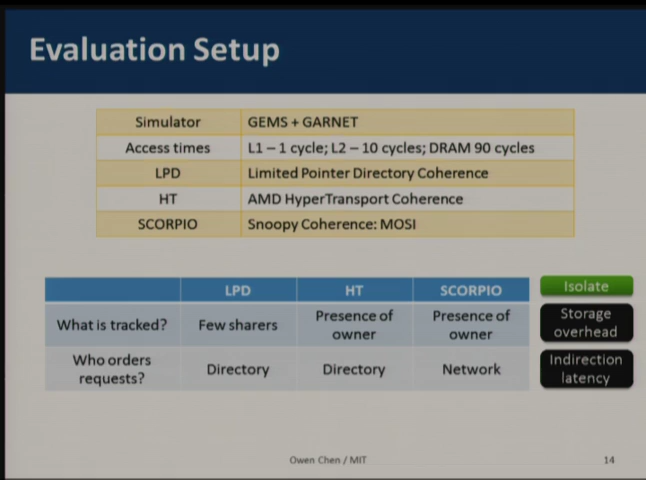 Evaluation Setup
Simulator GEMS + GARNET
Access times L1 – 1 cycle; L2 – 10 cycles; DRAM 90 cycles
LPD Limited Pointer Directory Coherence
HT AMD HyperTransport Coherence
SCORPIO Snoopy Coherence: MOSI
LPD HT SCORPIO Isolate
What is tracked? Few sharers Presence of owner Presence of owner Storage overhead
Who orders requests? Directory Directory Network Indirection latency
Owen Chen / MIT 14